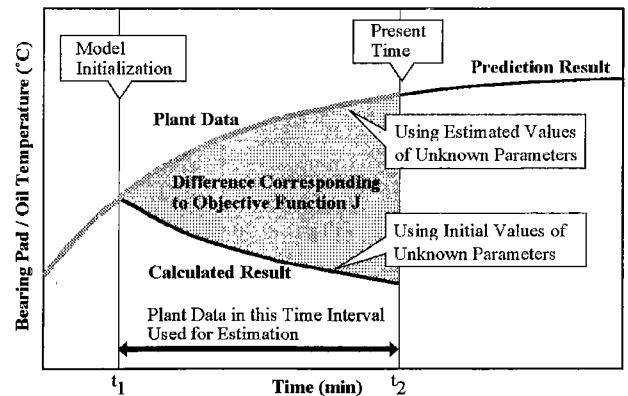 Bearing Pad / Oil Temperature (°C)
Model
Initialization
Present
Time
Prediction Result
Plant Data
Using Estimated Values
of Unknown Parameters
Difference Corresponding
to Objective Function J
Using Initial Values of
Unknown Parameters
Calculated Result
Plant Data in this Time Interval
Used for Estimation
t1
Time (min)
t2